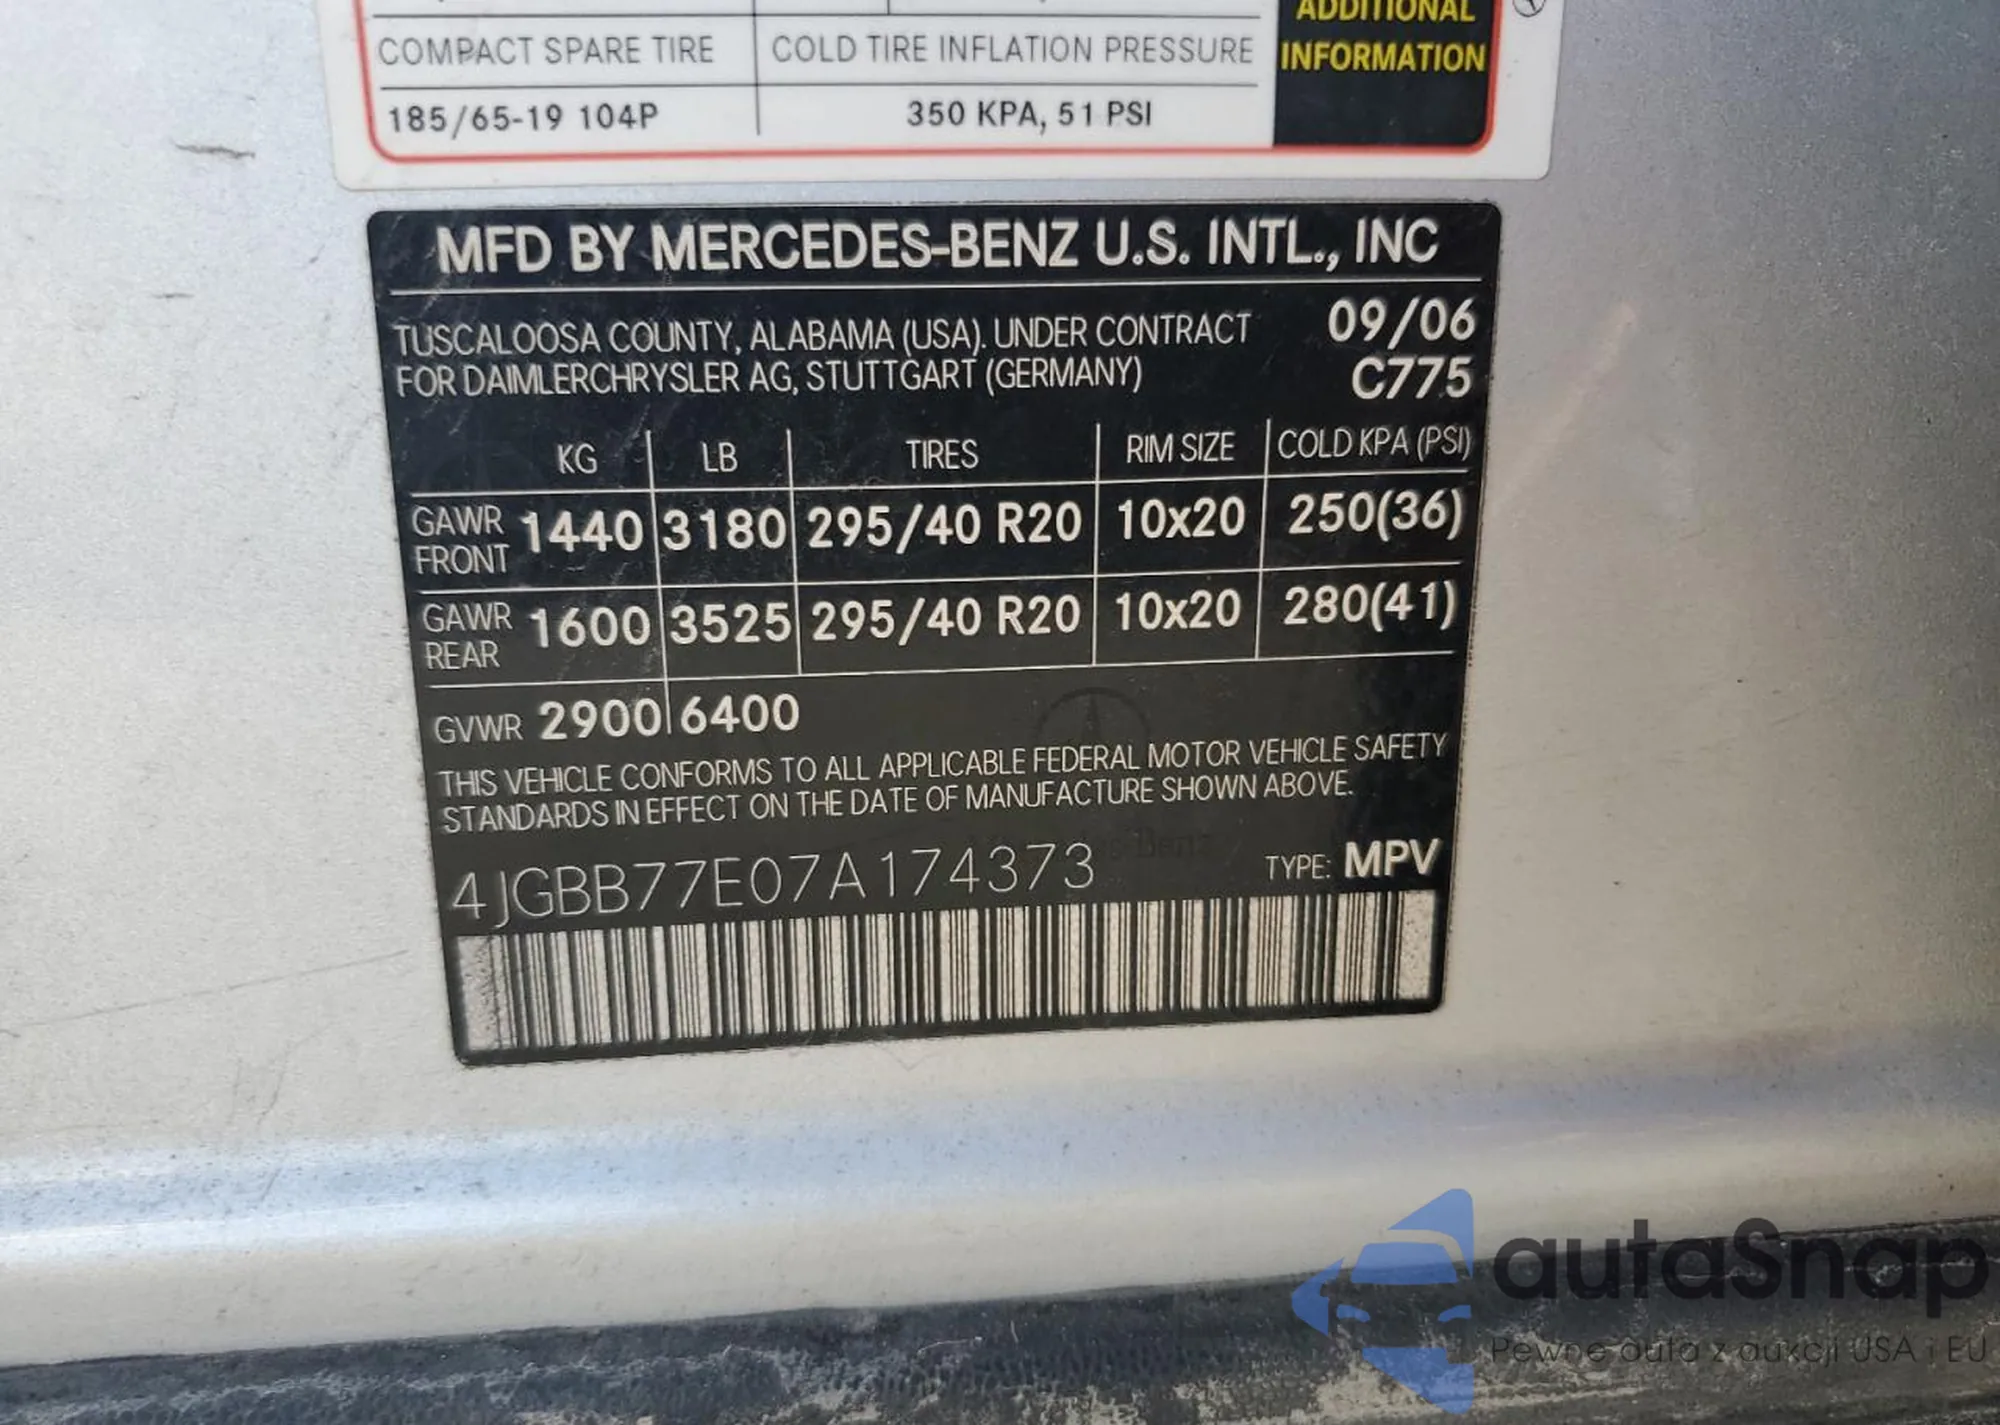 ADDITIONAL
INFORMATION
COMPACT SPARE TIRE COLD TIRE INFLATION PRESSURE
185/65-19 104P 350 KPA, 51 PSI
MFD BY MERCEDES-BENZ U.S. INTL., INC
TUSCALOOSA COUNTY, ALABAMA (USA). UNDER CONTRACT 09/06
FOR DAIMLERCHRYSLER AG, STUTTGART (GERMANY) C775
KG LB TIRES RIM SIZE COLD KPA (PSI)
GAWR FRONT 1440 3180 295/40 R20 10x20 250(36)
GAWR REAR 1600 3525 295/40 R20 10x20 280(41)
GVWR 2900 6400
THIS VEHICLE CONFORMS TO ALL APPLICABLE FEDERAL MOTOR VEHICLE SAFETY
STANDARDS IN EFFECT ON THE DATE OF MANUFACTURE SHOWN ABOVE.
4JGBB77E07A174373 TYPE: MPV
autaSnap
Pewne auta z aukcji USA i EU